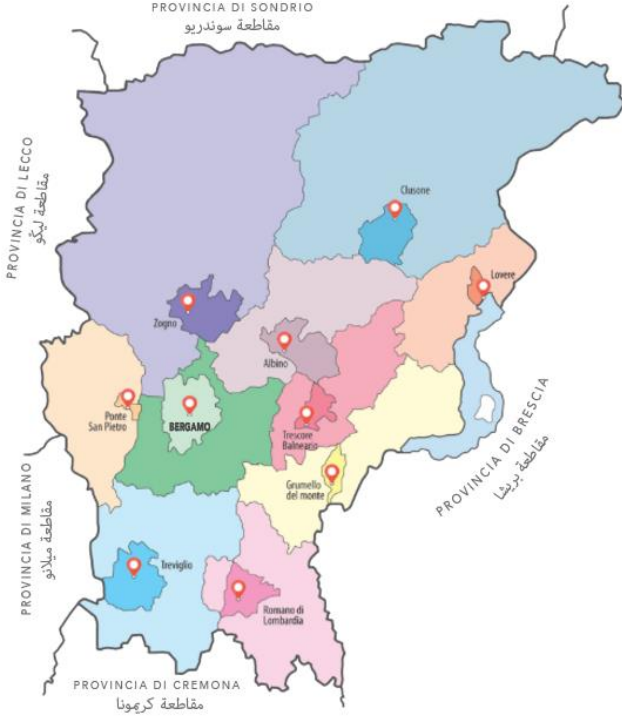 PROVINCIA DI SONDRIO
مقاطعة سوندريو
PROVINCIA DI LECCO
مقاطعة ليكّو
Clusone
Lovere
Zogno
Albino
Ponte
San Pietro
BERGAMO
Trescore
Balneario
PROVINCIA DI BRESCIA
مقاطعة بريشا
Grumello
del monte
PROVINCIA DI MILANO
مقاطعة ميلانو
Treviglio
Romano di
Lombardia
PROVINCIA DI CREMONA
مقاطعة كريمونا